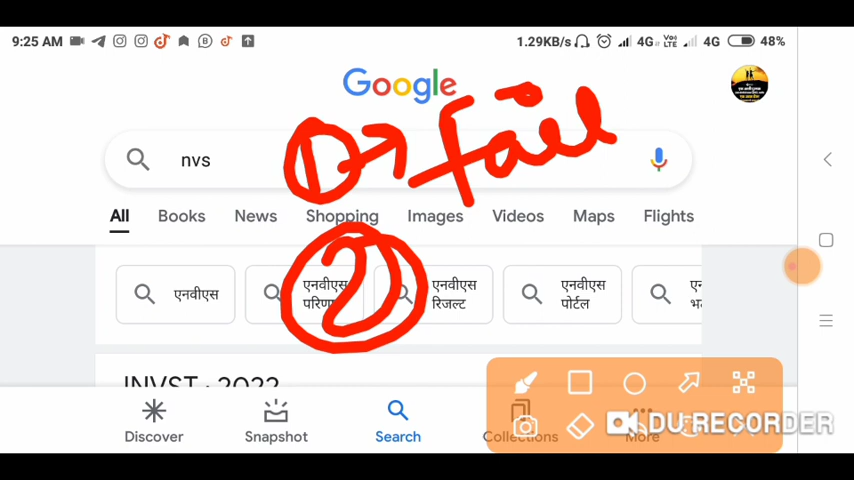 9:25 AM 1.29KB/s 4G Vo) LTE 4G 48%
Google
nvs
① → fail
All Books News Shopping Images Videos Maps Flights
②
एनवीएस एनवीएस एनवीएस रिजल्ट एनवीएस पोर्टल
INVST · 2022
Discover Snapshot Search Collections More
DU RECORDER